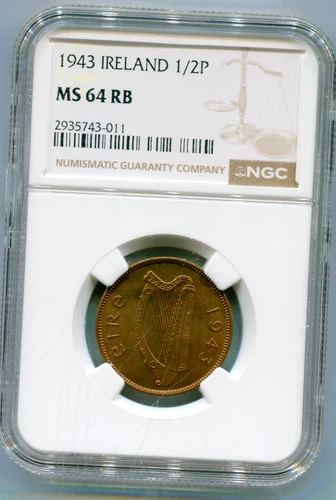 1943 IRELAND 1/2P
MS 64 RB
2935743-011
NUMISMATIC GUARANTY COMPANY NGC
éire 1943